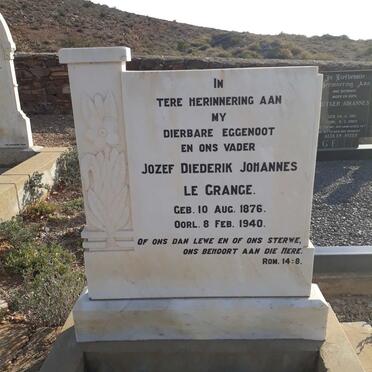 IN
TERE HERINNERING AAN
MY
DIERBARE EGGENOOT
EN ONS VADER
JOZEF DIEDERIK JOHANNES
LE GRANGE.
GEB. 10 AUG. 1876.
OORL. 8 FEB. 1940.
OF ONS DAN LEWE EN OF ONS STERWE,
ONS BEHOORT AAN DIE HERE.
ROM. 14:8.